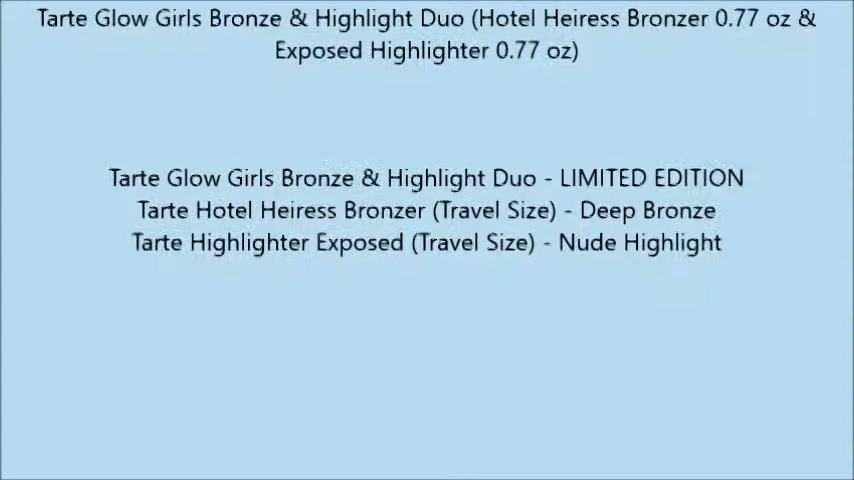 Tarte Glow Girls Bronze & Highlight Duo (Hotel Heiress Bronzer 0.77 oz &
Exposed Highlighter 0.77 oz)
Tarte Glow Girls Bronze & Highlight Duo - LIMITED EDITION
Tarte Hotel Heiress Bronzer (Travel Size) - Deep Bronze
Tarte Highlighter Exposed (Travel Size) - Nude Highlight